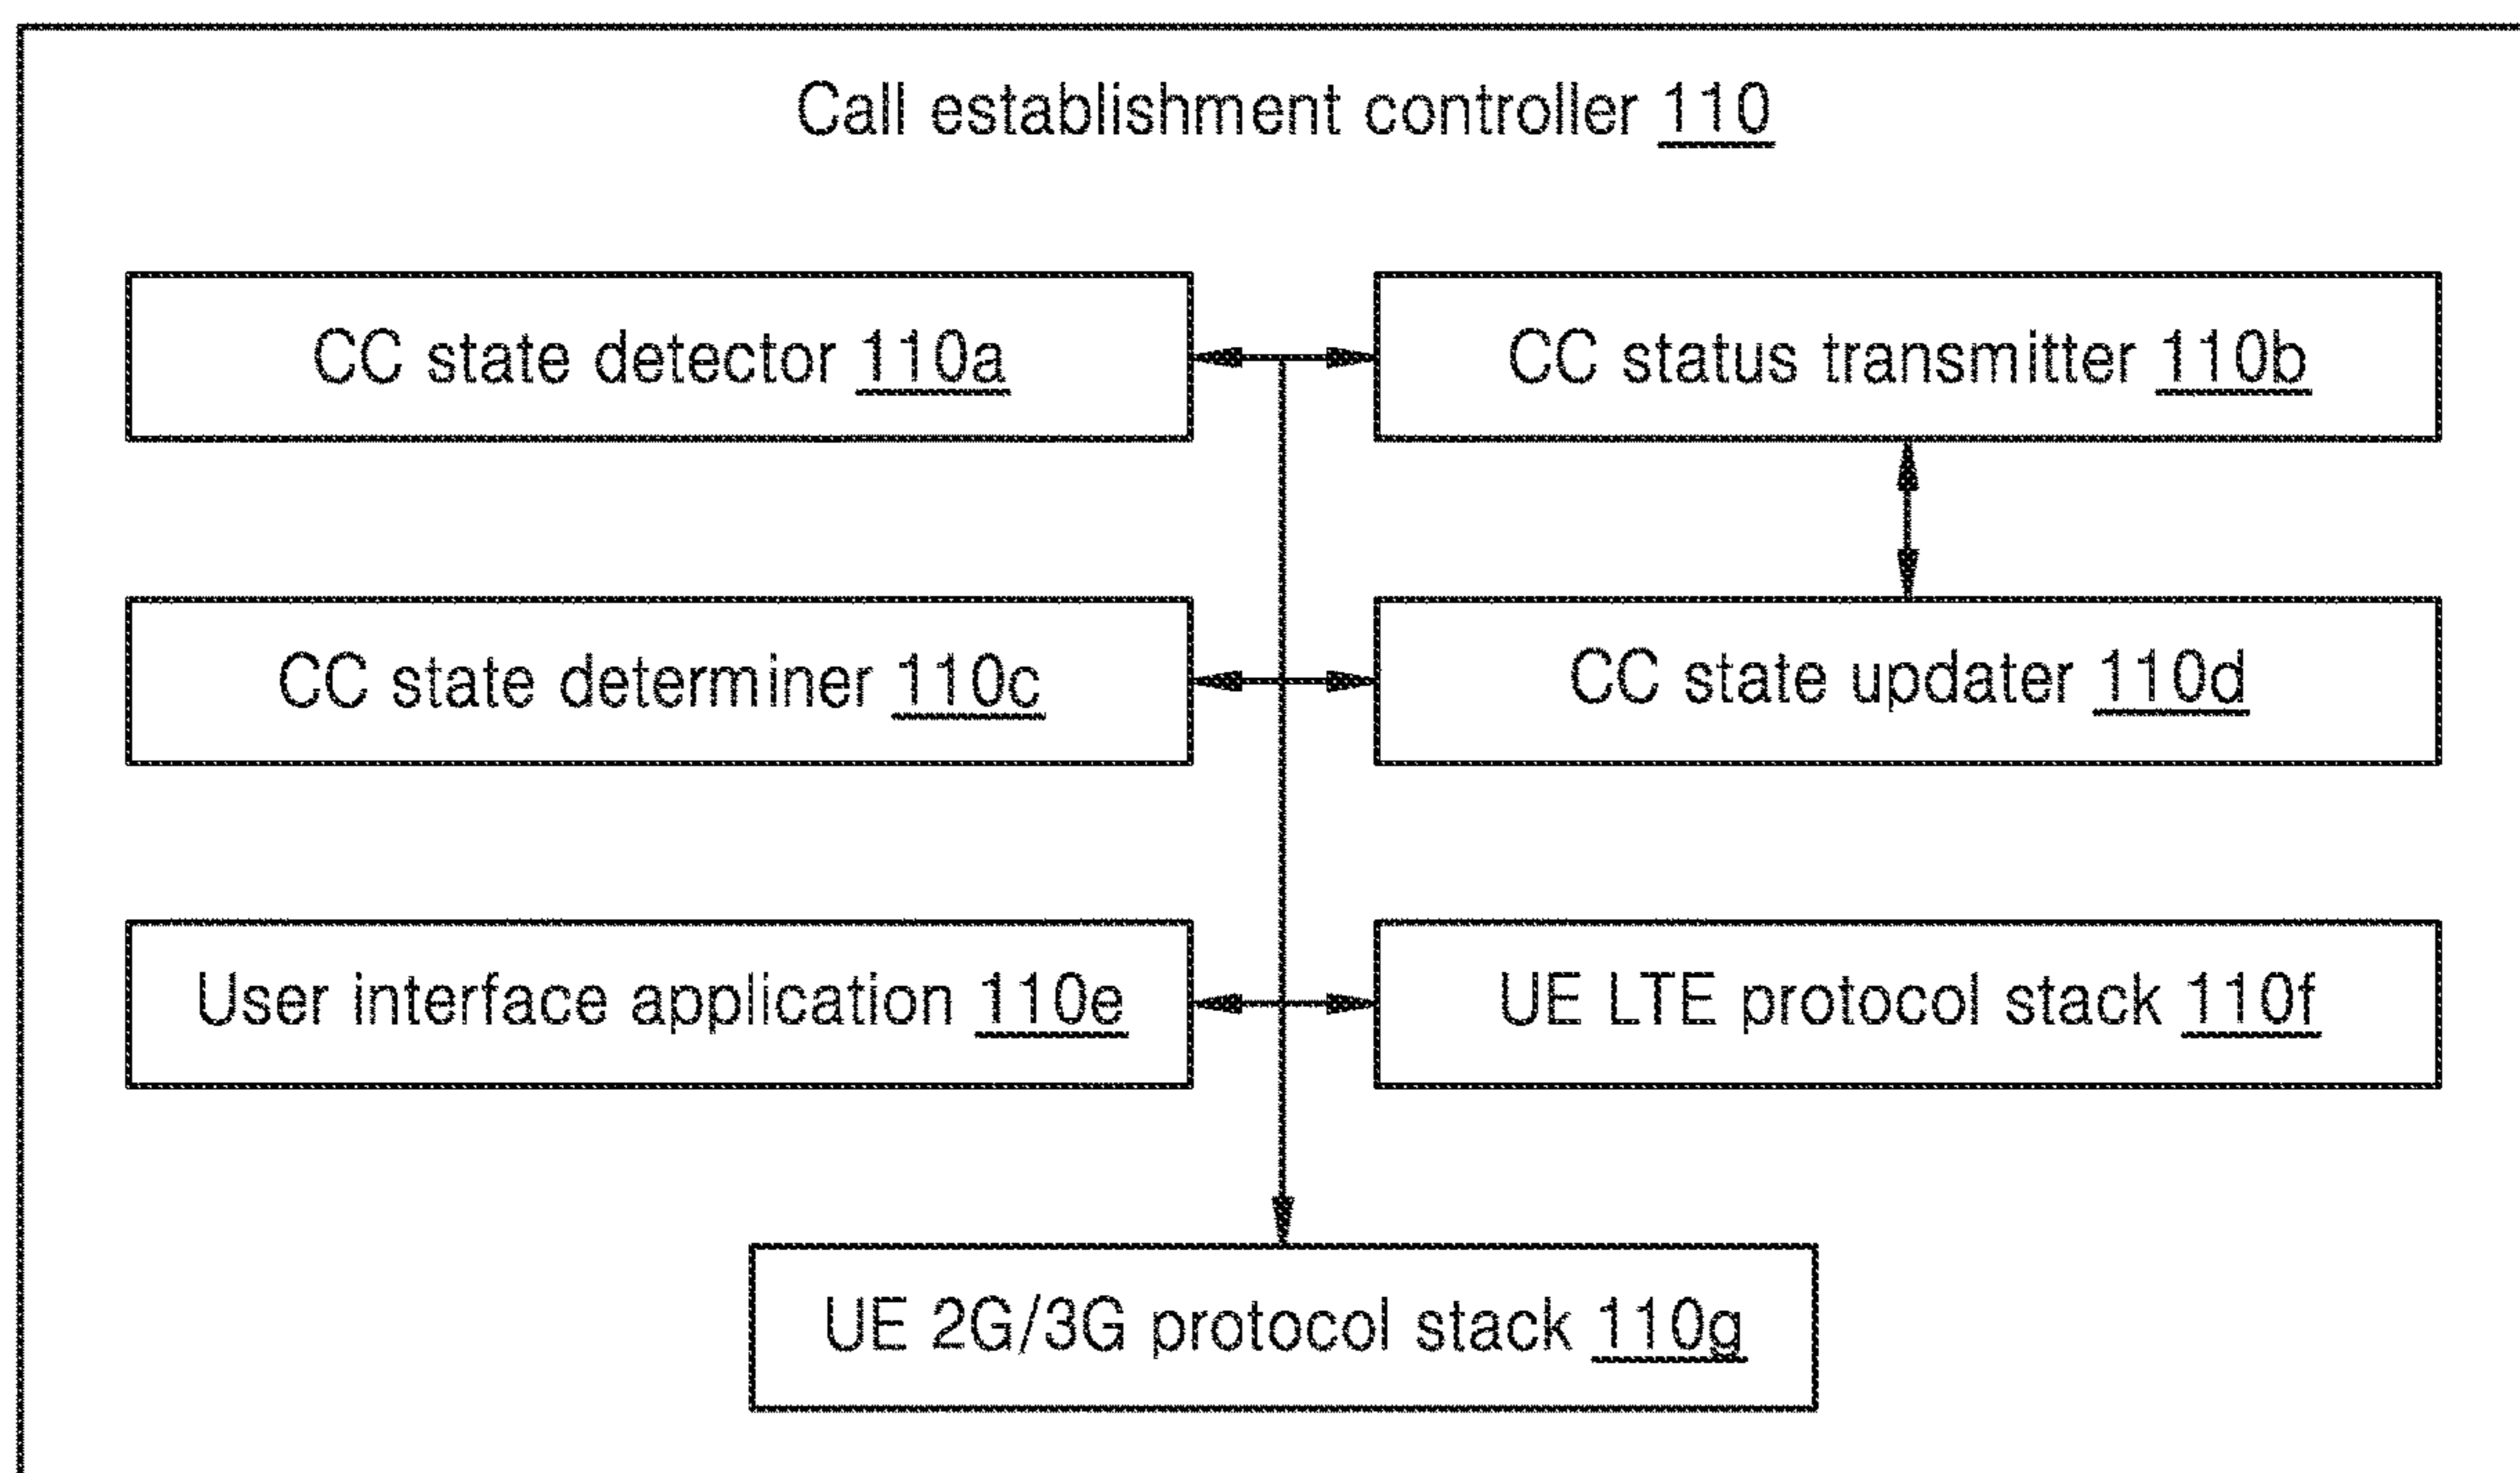 Call establishment controller 110
CC state detector 110a
CC status transmitter 110b
CC state determiner 110c
CC state updater 110d
User interface application 110e
UE LTE protocol stack 110f
UE 2G/3G protocol stack 110g